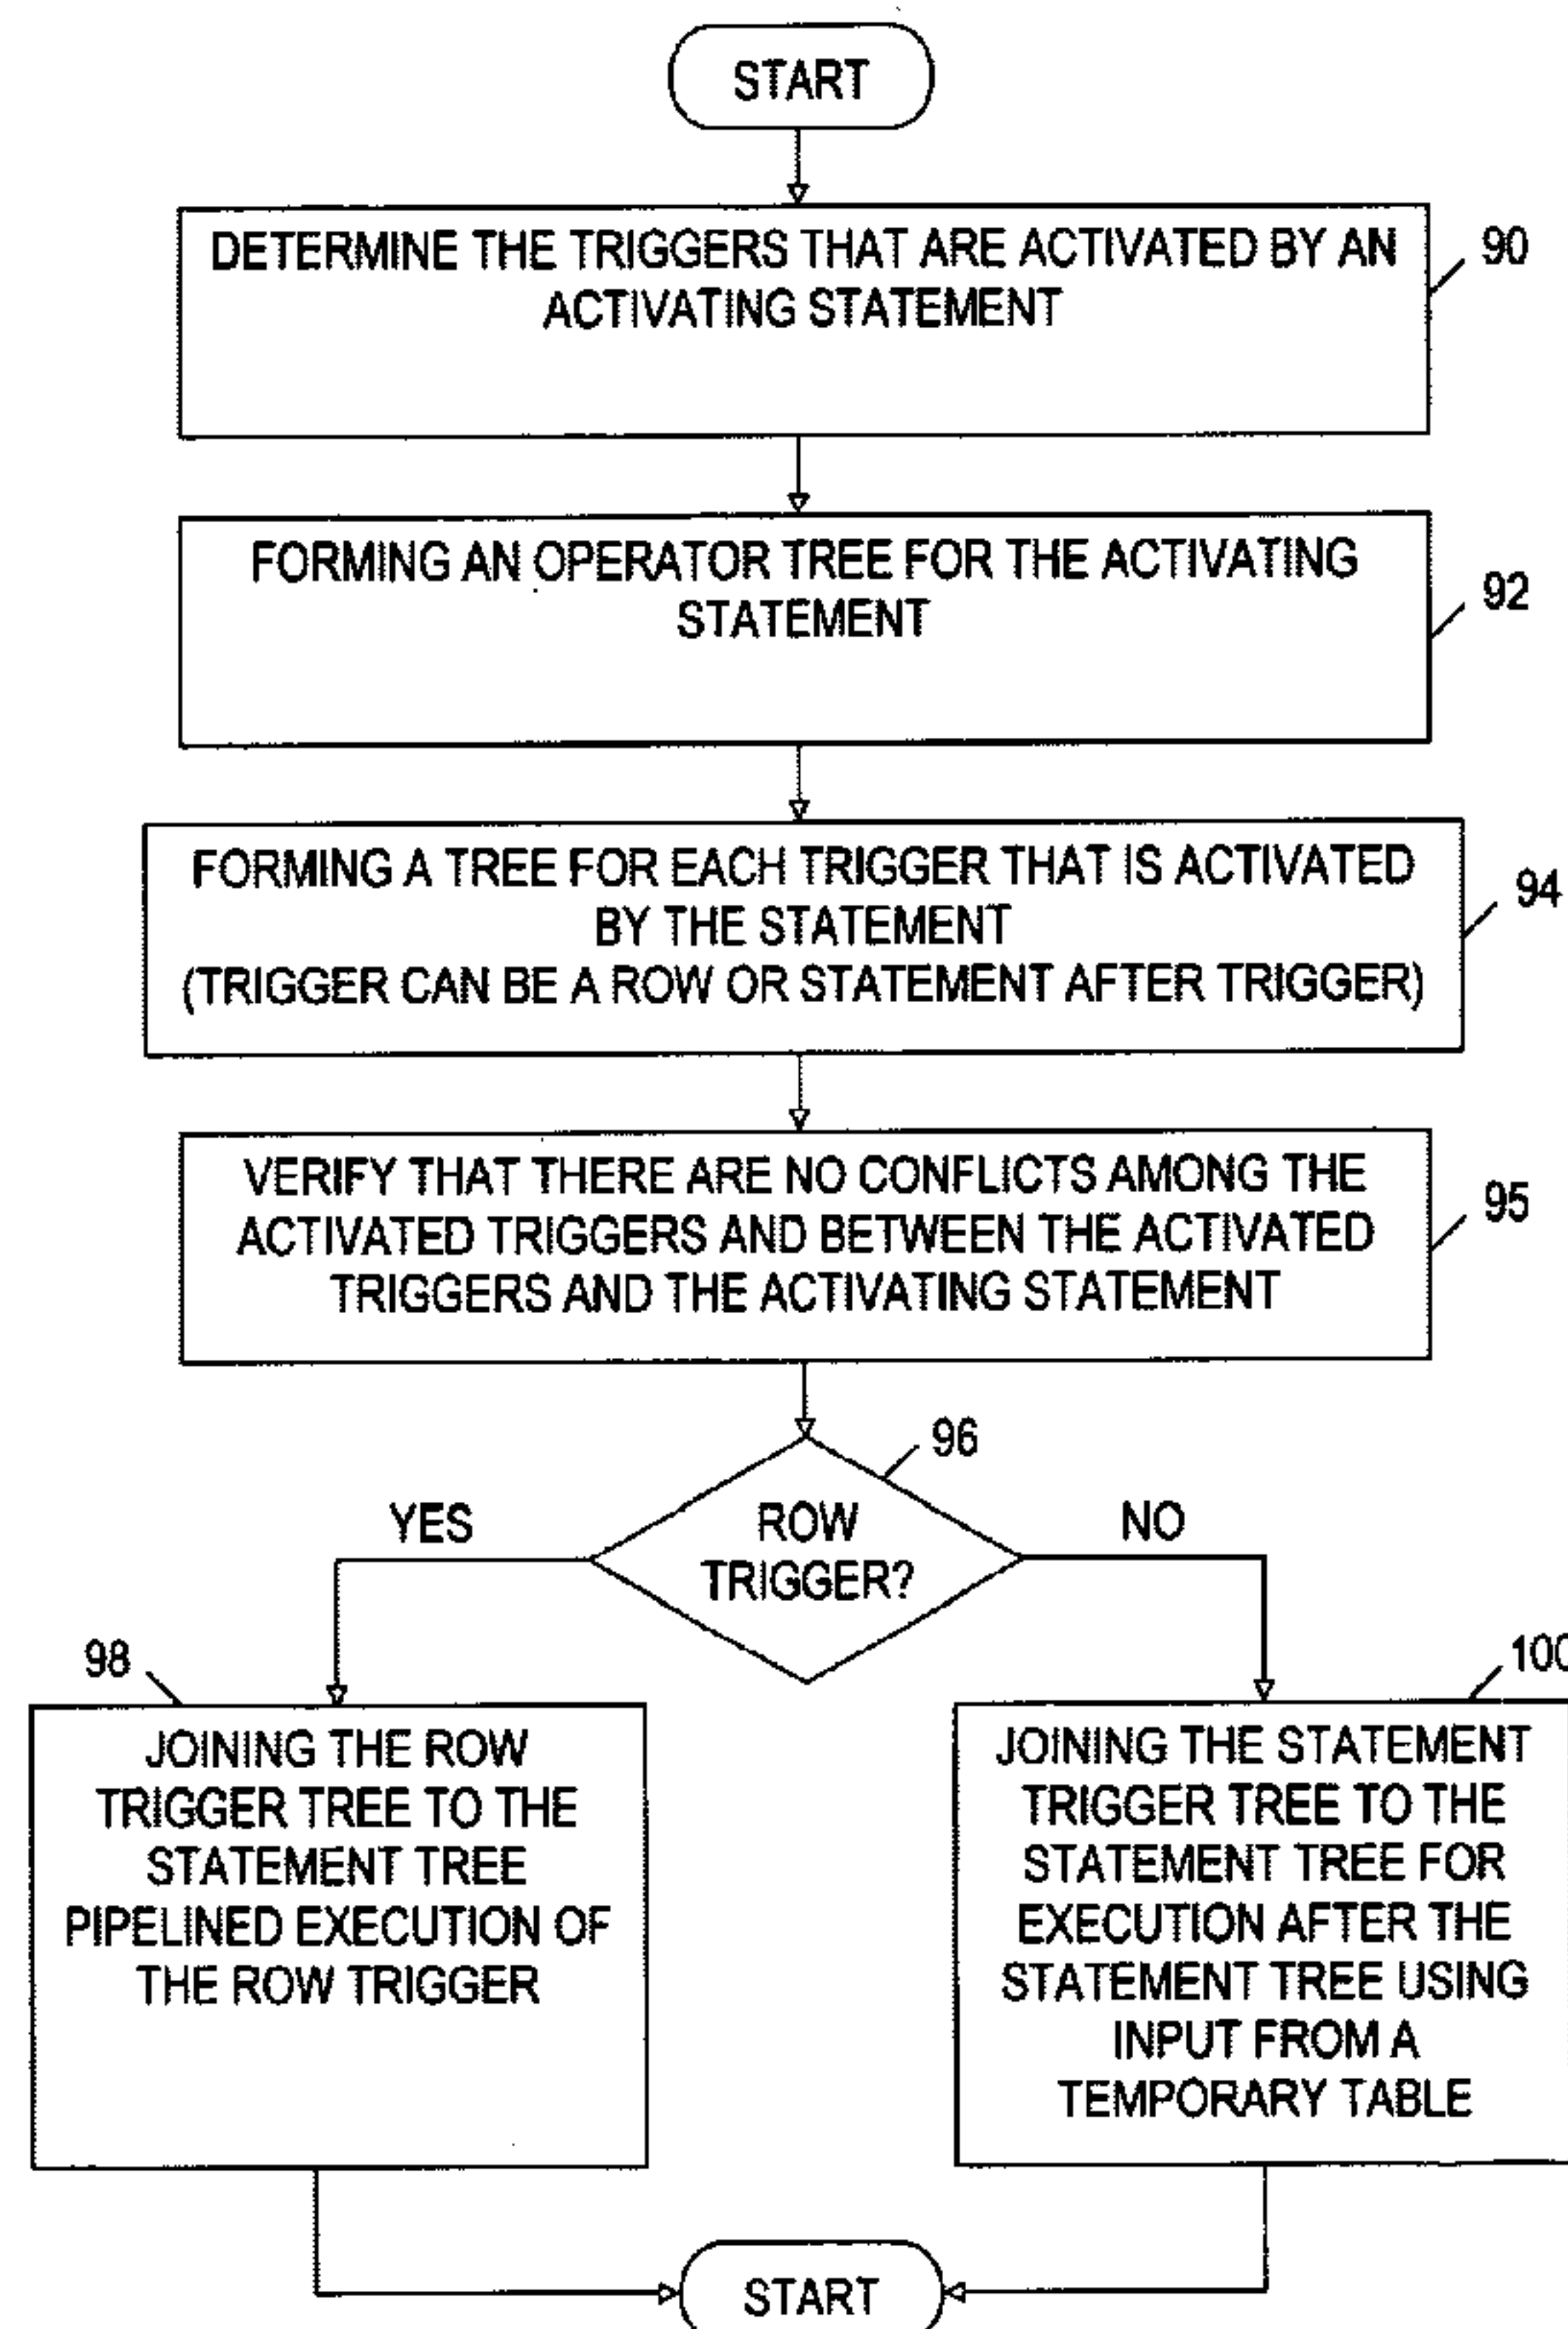 START
DETERMINE THE TRIGGERS THAT ARE ACTIVATED BY AN
ACTIVATING STATEMENT
90
FORMING AN OPERATOR TREE FOR THE ACTIVATING
STATEMENT
92
FORMING A TREE FOR EACH TRIGGER THAT IS ACTIVATED
BY THE STATEMENT
(TRIGGER CAN BE A ROW OR STATEMENT AFTER TRIGGER)
94
VERIFY THAT THERE ARE NO CONFLICTS AMONG THE
ACTIVATED TRIGGERS AND BETWEEN THE ACTIVATED
TRIGGERS AND THE ACTIVATING STATEMENT
95
96
ROW
TRIGGER?
YES
NO
98
JOINING THE ROW
TRIGGER TREE TO THE
STATEMENT TREE
PIPELINED EXECUTION OF
THE ROW TRIGGER
100
JOINING THE STATEMENT
TRIGGER TREE TO THE
STATEMENT TREE FOR
EXECUTION AFTER THE
STATEMENT TREE USING
INPUT FROM A
TEMPORARY TABLE
START